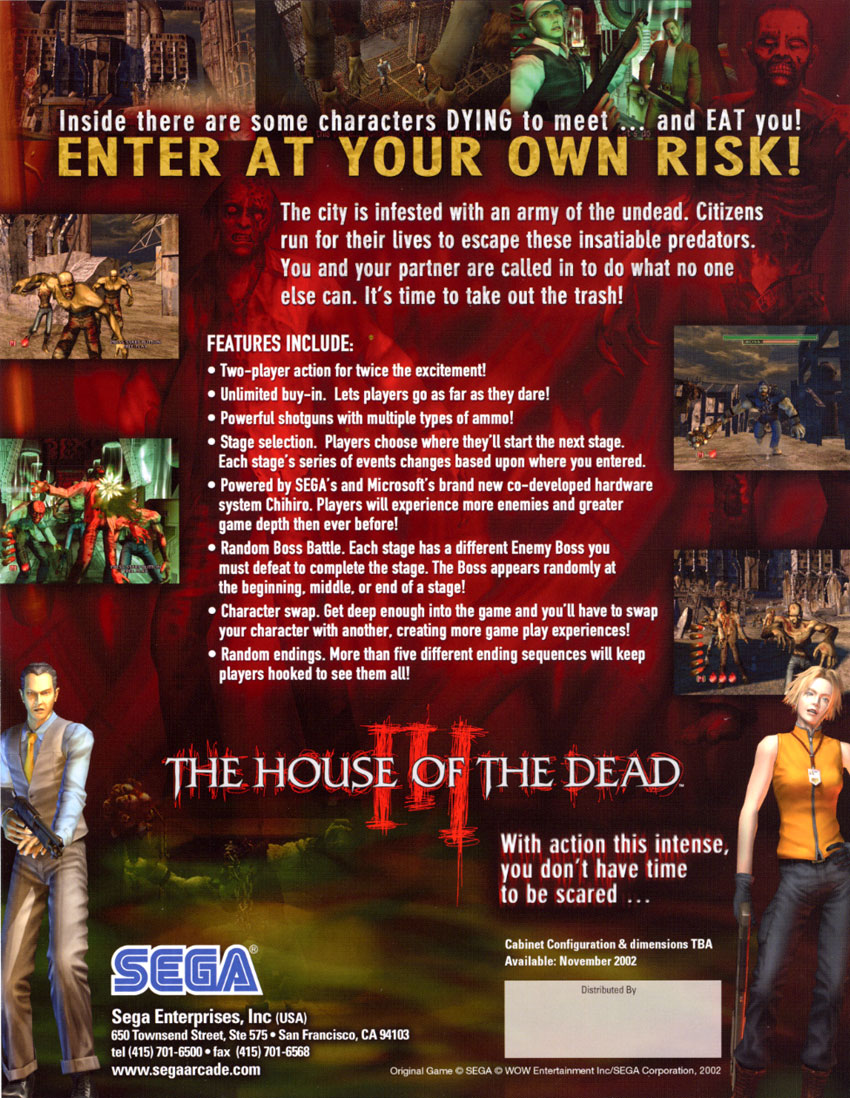 Inside there are some characters DYING to meet ... and EAT you!
ENTER AT YOUR OWN RISK!
The city is infested with an army of the undead. Citizens
run for their lives to escape these insatiable predators.
You and your partner are called in to do what no one
else can. It's time to take out the trash!
FEATURES INCLUDE:
• Two-player action for twice the excitement!
• Unlimited buy-in. Lets players go as far as they dare!
• Powerful shotguns with multiple types of ammo!
• Stage selection. Players choose where they'll start the next stage.
Each stage's series of events changes based upon where you entered.
• Powered by SEGA's and Microsoft's brand new co-developed hardware
system Chihiro. Players will experience more enemies and greater
game depth then ever before!
• Random Boss Battle. Each stage has a different Enemy Boss you
must defeat to complete the stage. The Boss appears randomly at
the beginning, middle, or end of a stage!
• Character swap. Get deep enough into the game and you'll have to swap
your character with another, creating more game play experiences!
• Random endings. More than five different ending sequences will keep
players hooked to see them all!
THE HOUSE OF THE DEAD™
III
With action this intense,
you don't have time
to be scared ...
Cabinet Configuration & dimensions TBA
Available: November 2002
Distributed By
SEGA®
Sega Enterprises, Inc (USA)
650 Townsend Street, Ste 575 • San Francisco, CA 94103
tel (415) 701-6500 • fax (415) 701-6568
www.segaarcade.com
Original Game © SEGA © WOW Entertainment Inc/SEGA Corporation, 2002